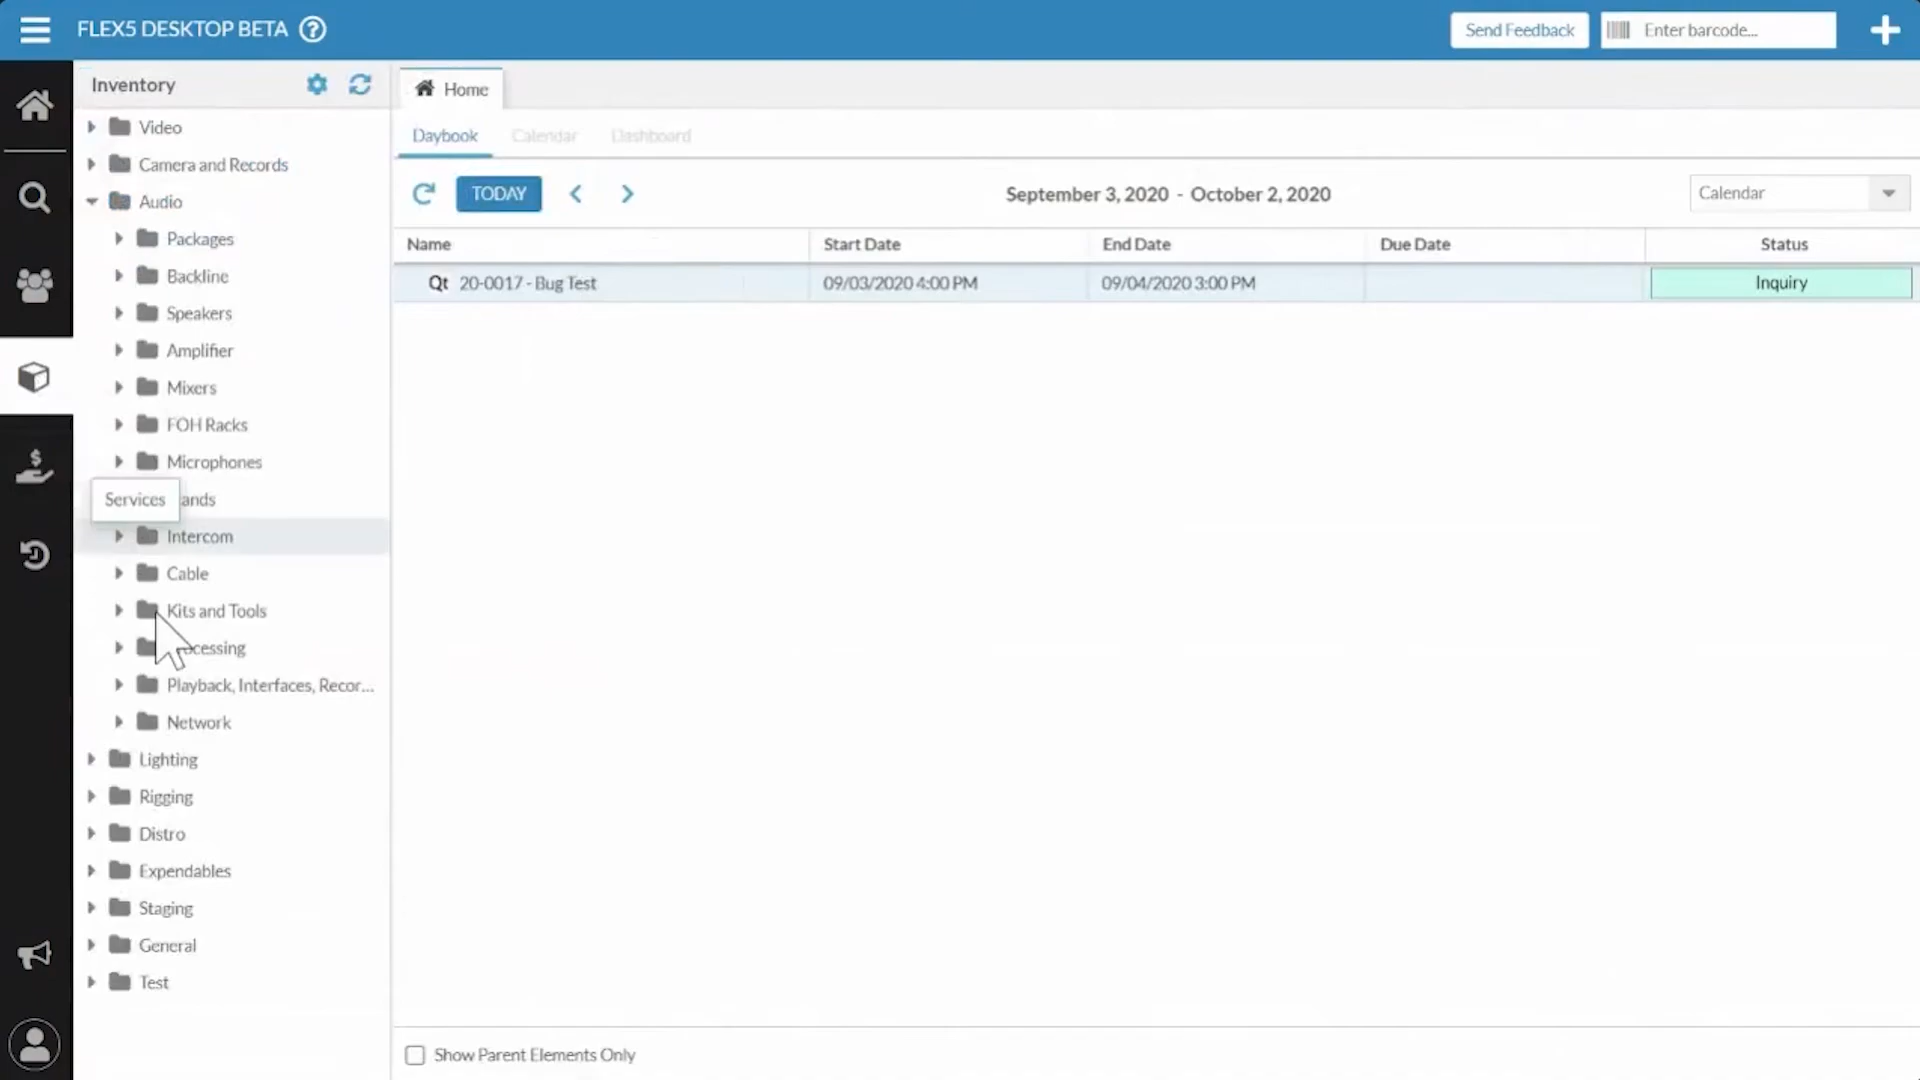 FLEX5 DESKTOP BETA ?
Send Feedback
Enter barcode...
Inventory
Home
Video
Daybook Calendar Dashboard
Camera and Records
Audio
TODAY
September 3, 2020 - October 2, 2020
Calendar
Packages
Name Start Date End Date Due Date Status
Backline
Qt 20-0017 - Bug Test 09/03/2020 4:00 PM 09/04/2020 3:00 PM Inquiry
Speakers
Amplifier
Mixers
FOH Racks
Microphones
Services
ands
Intercom
Cable
Kits and Tools
cessing
Playback, Interfaces, Recor...
Network
Lighting
Rigging
Distro
Expendables
Staging
General
Test
Show Parent Elements Only